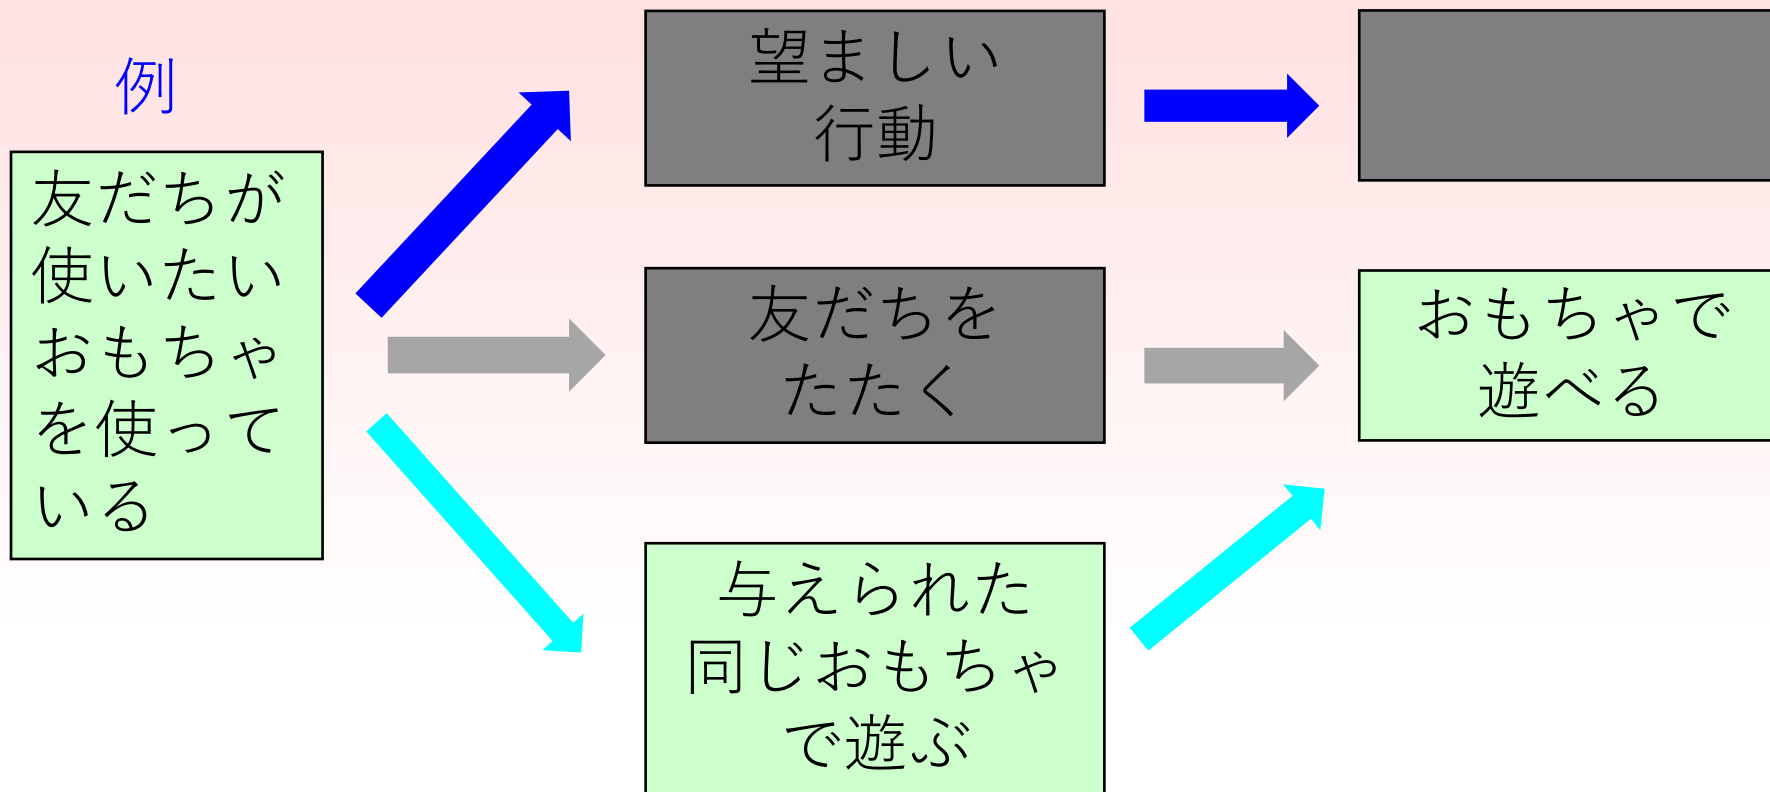 例
友だちが
使いたい
おもちゃ
を使って
いる
望ましい
行動
友だちを
たたく
おもちゃで
遊べる
与えられた
同じおもちゃ
で遊ぶ